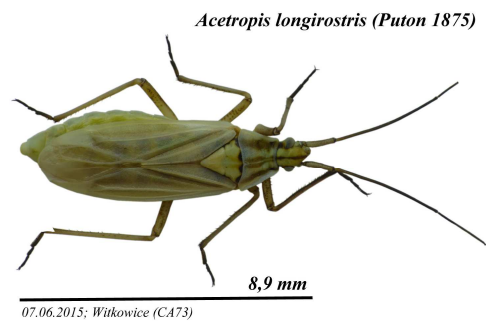 Acetropis longirostris (Puton 1875)
8,9 mm
07.06.2015; Witkowice (CA73)